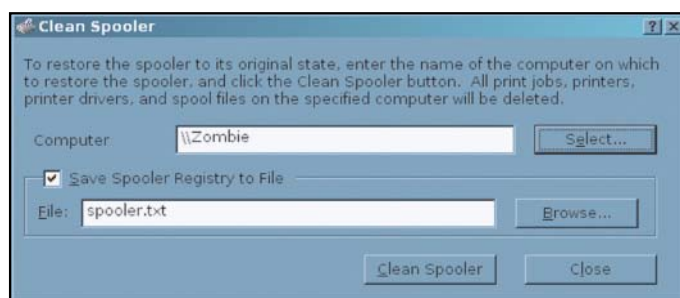 Clean Spooler
To restore the spooler to its original state, enter the name of the computer on which
to restore the spooler, and click the Clean Spooler button. All print jobs, printers,
printer drivers, and spool files on the specified computer will be deleted.
Computer \\Zombie Select...
Save Spooler Registry to File
File: spooler.txt Browse...
Clean Spooler Close